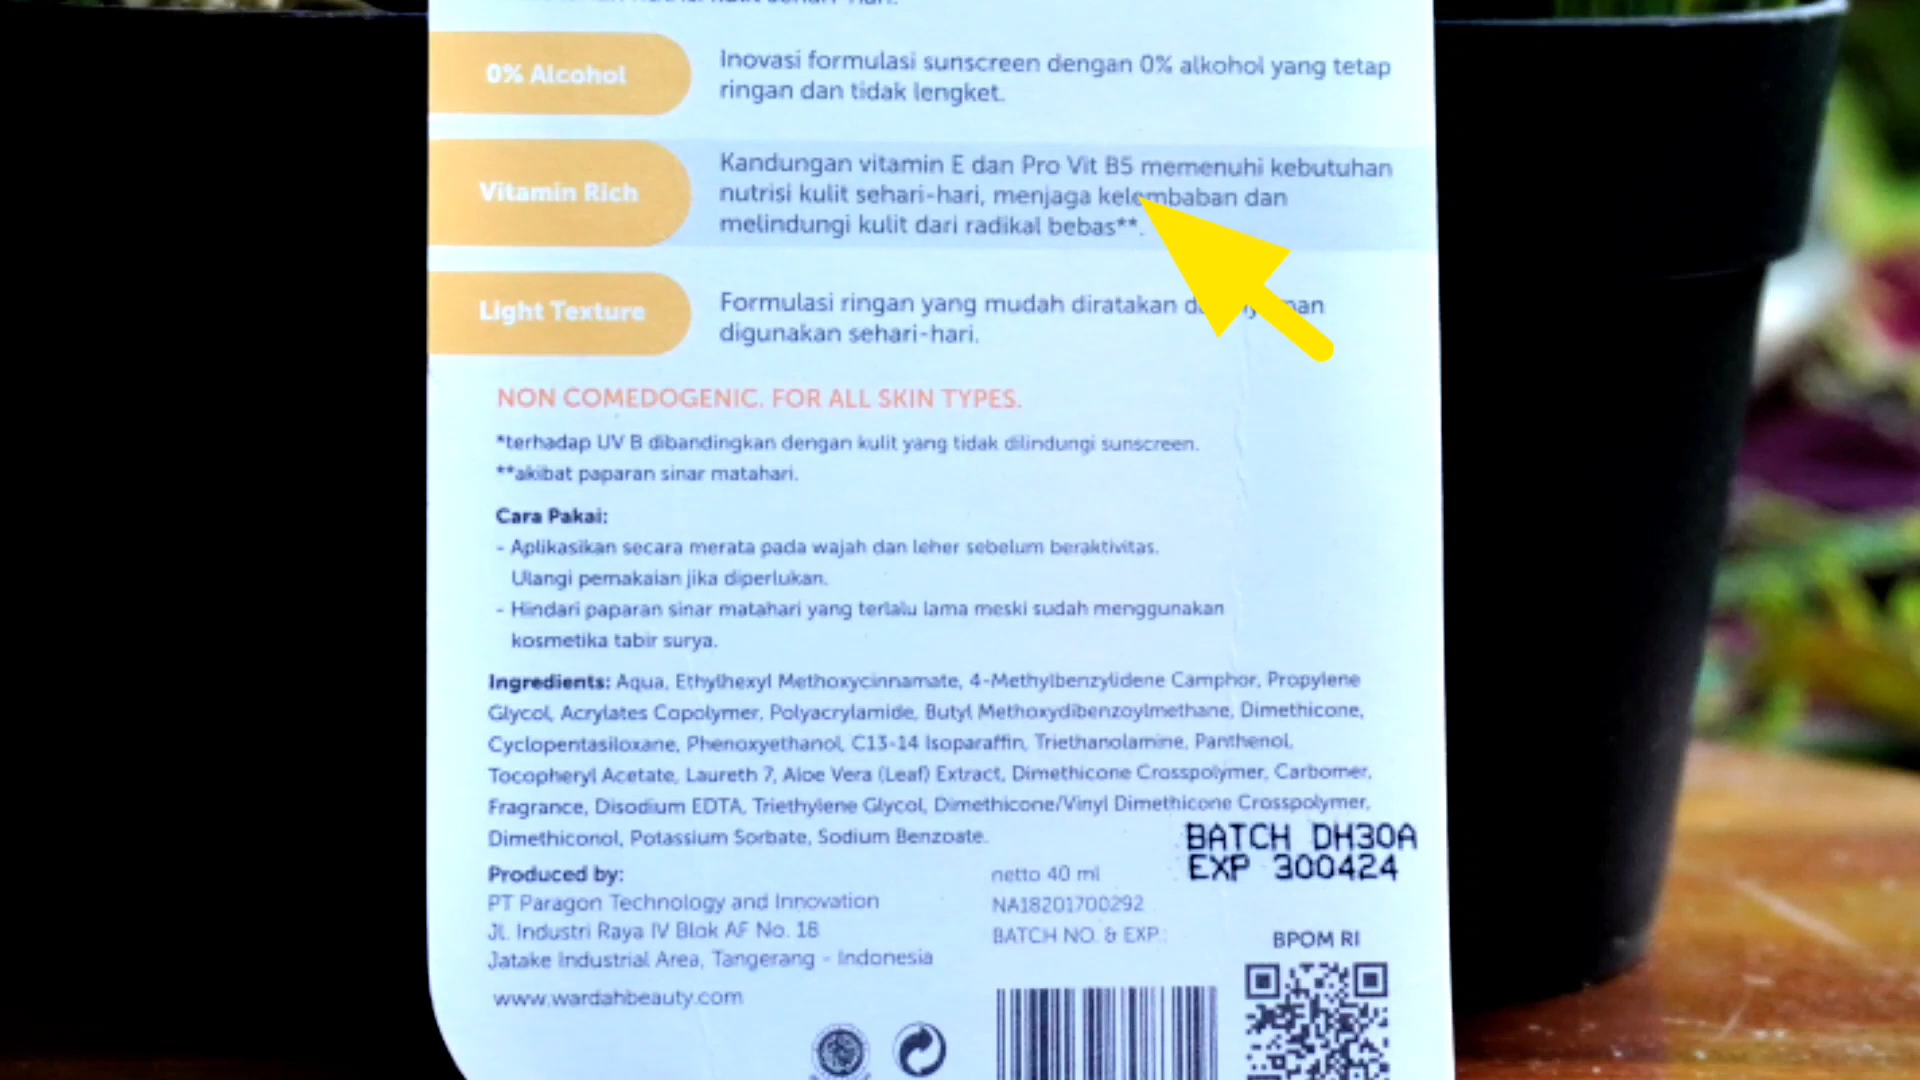 0% Alcohol
Inovasi formulasi sunscreen dengan 0% alkohol yang tetap
ringan dan tidak lengket.
Vitamin Rich
Kandungan vitamin E dan Pro Vit B5 memenuhi kebutuhan
nutrisi kulit sehari-hari, menjaga kelembaban dan
melindungi kulit dari radikal bebas**.
Light Texture
Formulasi ringan yang mudah diratakan
digunakan sehari-hari.
NON COMEDOGENIC. FOR ALL SKIN TYPES.
*terhadap UV B dibandingkan dengan kulit yang tidak dilindungi sunscreen.
**akibat paparan sinar matahari.
Cara Pakai:
- Aplikasikan secara merata pada wajah dan leher sebelum beraktivitas.
Ulangi pemakaian jika diperlukan.
- Hindari paparan sinar matahari yang terlalu lama meski sudah menggunakan
kosmetika tabir surya.
Ingredients: Aqua, Ethylhexyl Methoxycinnamate, 4-Methylbenzylidene Camphor, Propylene
Glycol, Acrylates Copolymer, Polyacrylamide, Butyl Methoxydibenzoylmethane, Dimethicone,
Cyclopentasiloxane, Phenoxyethanol, C13-14 Isoparaffin, Triethanolamine, Panthenol,
Tocopheryl Acetate, Laureth 7, Aloe Vera (Leaf) Extract, Dimethicone Crosspolymer, Carbomer,
Fragrance, Disodium EDTA, Triethylene Glycol, Dimethicone/Vinyl Dimethicone Crosspolymer,
Dimethiconol, Potassium Sorbate, Sodium Benzoate.
BATCH DH30A
EXP 300424
Produced by:
PT Paragon Technology and Innovation
Jl. Industri Raya IV Blok AF No. 18
Jatake Industrial Area, Tangerang - Indonesia
www.wardahbeauty.com
netto 40 ml
NA18201700292
BATCH NO. & EXP.:
BPOM RI